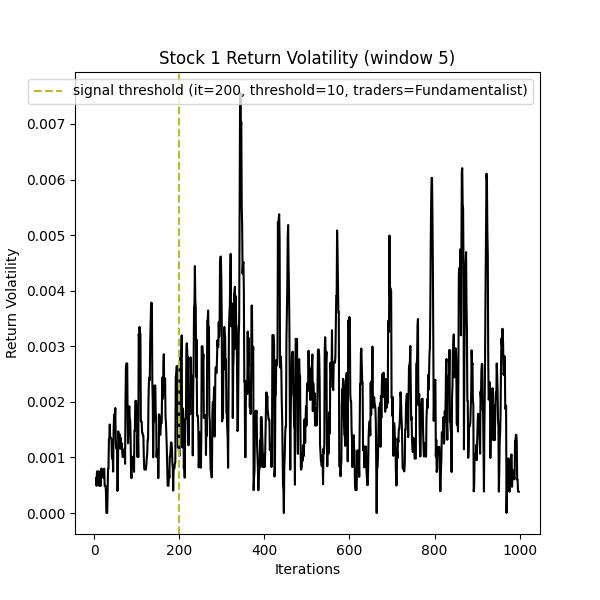 Stock 1 Return Volatility (window 5)
signal threshold (it=200, threshold=10, traders=Fundamentalist)
0.007
0.006
0.005
0.004
0.003
0.002
0.001
0.000
Return Volatility
0 200 400 600 800 1000
Iterations